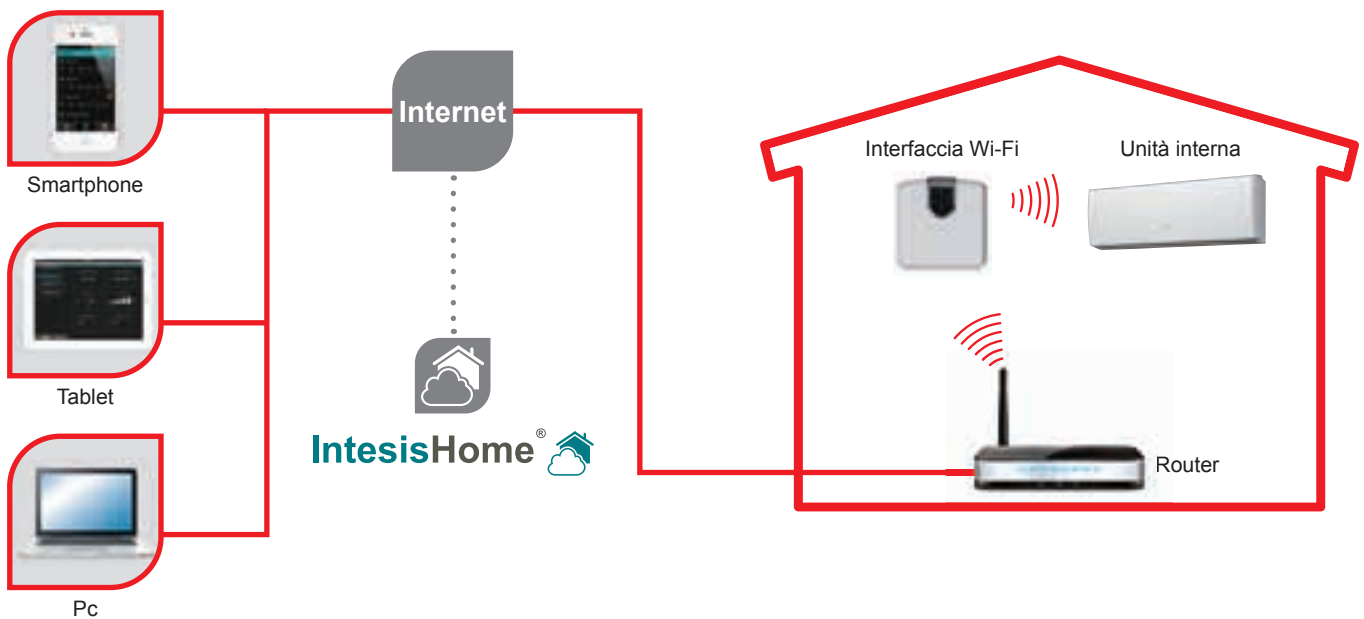 Smartphone
Internet
Interfaccia Wi-Fi
Unità interna
Tablet
IntesisHome®
Router
Pc